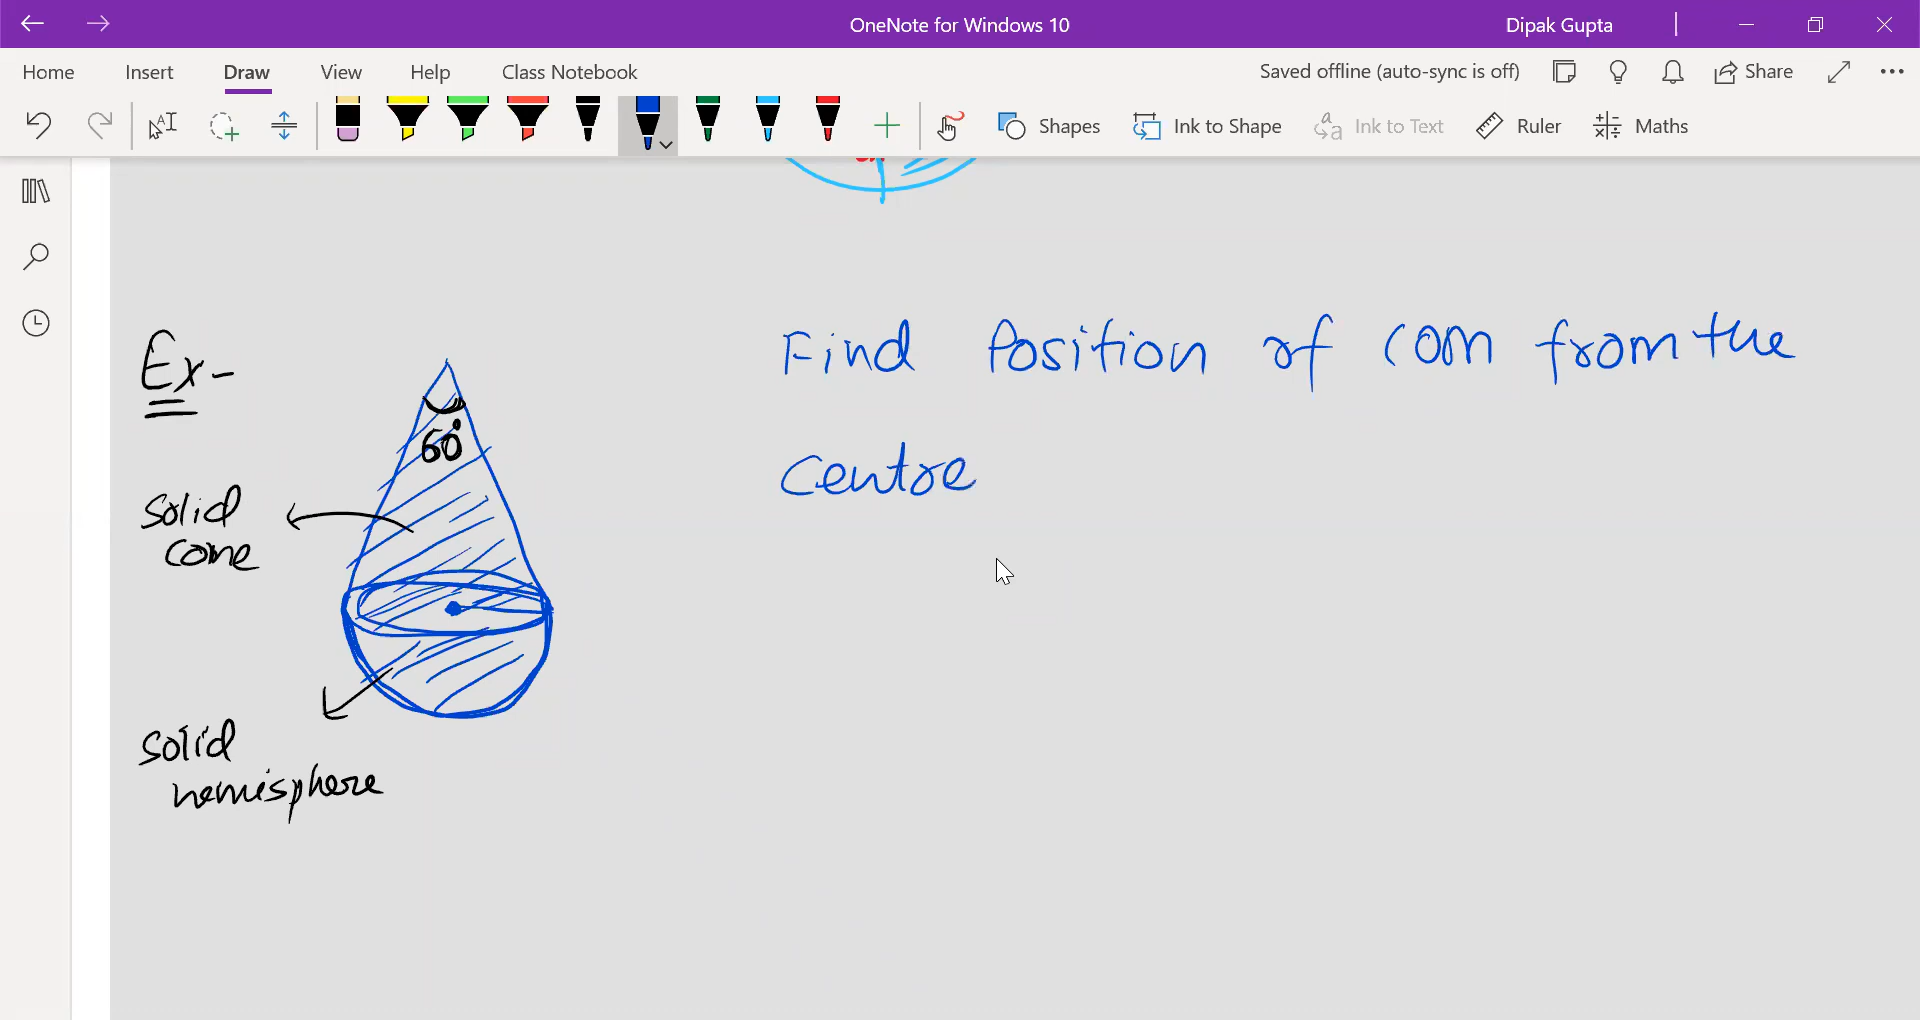 OneNote for Windows 10
Dipak Gupta
Home Insert Draw View Help Class Notebook
Saved offline (auto-sync is off) Share
Shapes Ink to Shape Ink to Text Ruler Maths
Ex-
60°
Find Position of COM from the
Centre
Solid
Cone
Solid
hemisphere